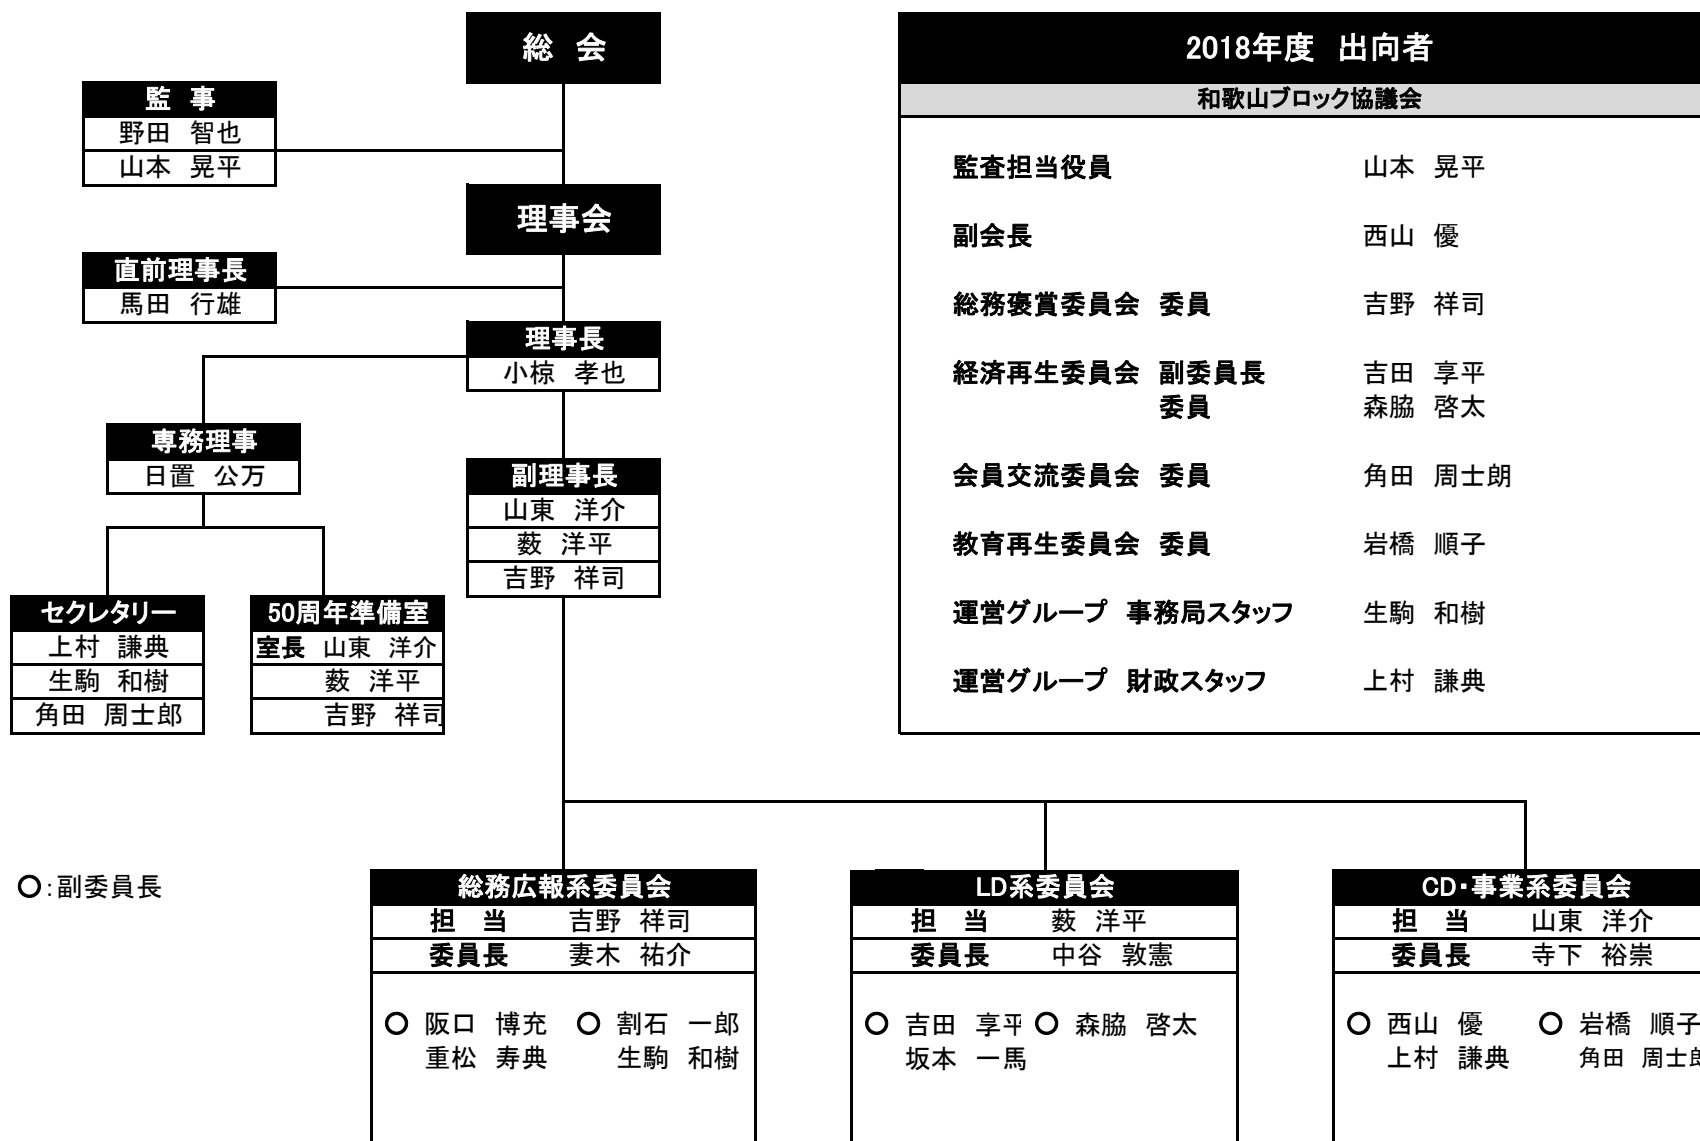 総 会
監 事
野田 智也
山本 晃平
理事会
直前理事長
馬田 行雄
理事長
小椋 孝也
専務理事
日置 公万
副理事長
山東 洋介
薮 洋平
吉野 祥司
セクレタリー
上村 謙典
生駒 和樹
角田 周士郎
50周年準備室
室長 山東 洋介
薮 洋平
吉野 祥司
2018年度 出向者
和歌山ブロック協議会
監査担当役員 山本 晃平
副会長 西山 優
総務褒賞委員会 委員 吉野 祥司
経済再生委員会 副委員長 吉田 享平
委員 森脇 啓太
会員交流委員会 委員 角田 周士朗
教育再生委員会 委員 岩橋 順子
運営グループ 事務局スタッフ 生駒 和樹
運営グループ 財政スタッフ 上村 謙典
○:副委員長
総務広報系委員会
担 当 吉野 祥司
委員長 妻木 祐介
○ 阪口 博充 ○ 割石 一郎
重松 寿典 生駒 和樹
LD系委員会
担 当 薮 洋平
委員長 中谷 敦憲
○ 吉田 享平 ○ 森脇 啓太
坂本 一馬
CD・事業系委員会
担 当 山東 洋介
委員長 寺下 裕崇
○ 西山 優 ○ 岩橋 順子
上村 謙典 角田 周士郎